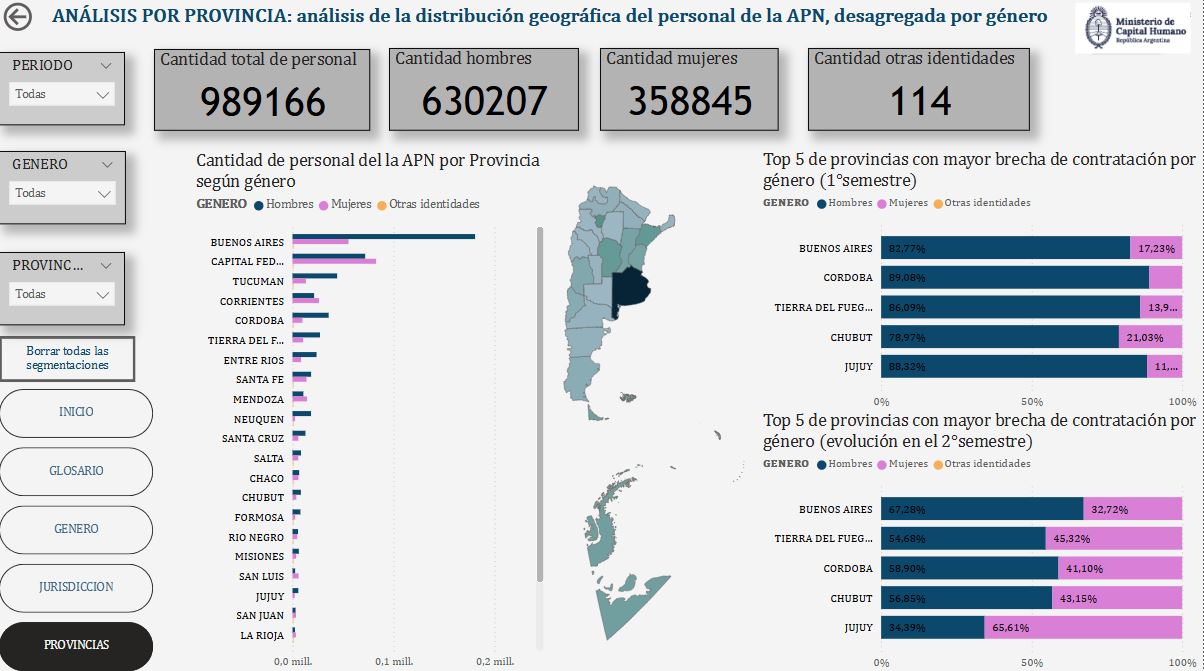 ANÁLISIS POR PROVINCIA: análisis de la distribución geográfica del personal de la APN, desagregada por género
Ministerio de
Capital Humano
República Argentina
PERIODO
Todas
GENERO
Todas
PROVINC...
Todas
Borrar todas las
segmentaciones
INICIO
GLOSARIO
GENERO
JURISDICCION
PROVINCIAS
Cantidad total de personal
989166
Cantidad hombres
630207
Cantidad mujeres
358845
Cantidad otras identidades
114
Cantidad de personal del la APN por Provincia
según género
GENERO Hombres Mujeres Otras identidades
BUENOS AIRES
CAPITAL FED...
TUCUMAN
CORRIENTES
CORDOBA
TIERRA DEL F...
ENTRE RIOS
SANTA FE
MENDOZA
NEUQUEN
SANTA CRUZ
SALTA
CHACO
CHUBUT
FORMOSA
RIO NEGRO
MISIONES
SAN LUIS
JUJUY
SAN JUAN
LA RIOJA
0,0 mill. 0,1 mill. 0,2 mill.
Top 5 de provincias con mayor brecha de contratación por
género (1°semestre)
GENERO Hombres Mujeres Otras identidades
BUENOS AIRES 82,77% 17,23%
CORDOBA 89,08%
TIERRA DEL FUEG... 86,09% 13,9...
CHUBUT 78,97% 21,03%
JUJUY 88,32% 11,...
0% 50% 100%
Top 5 de provincias con mayor brecha de contratación por
género (evolución en el 2°semestre)
GENERO Hombres Mujeres Otras identidades
BUENOS AIRES 67,28% 32,72%
TIERRA DEL FUEG... 54,68% 45,32%
CORDOBA 58,90% 41,10%
CHUBUT 56,85% 43,15%
JUJUY 34,39% 65,61%
0% 50% 100%